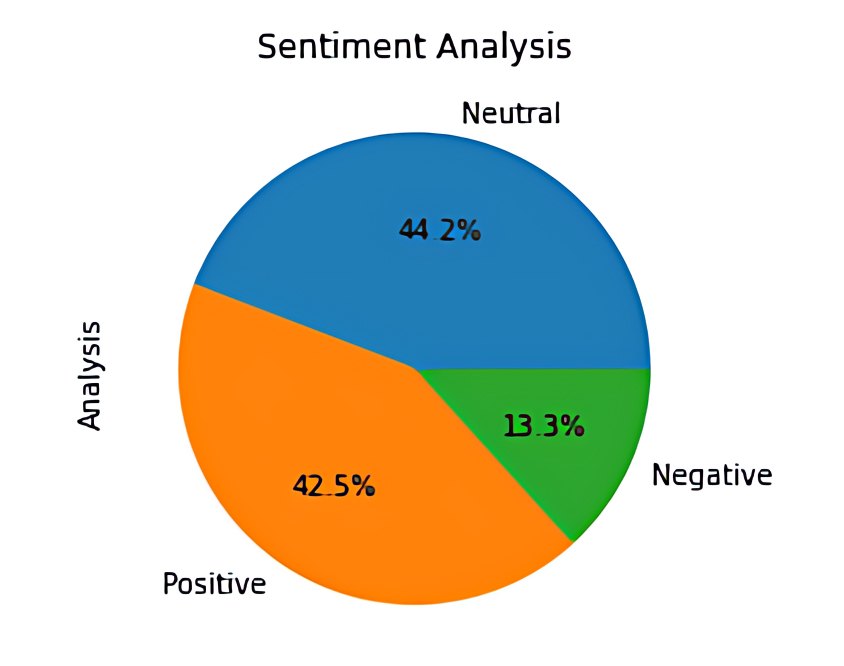 Sentiment Analysis
Neutral
44.2%
Analysis
13.3%
Negative
42.5%
Positive